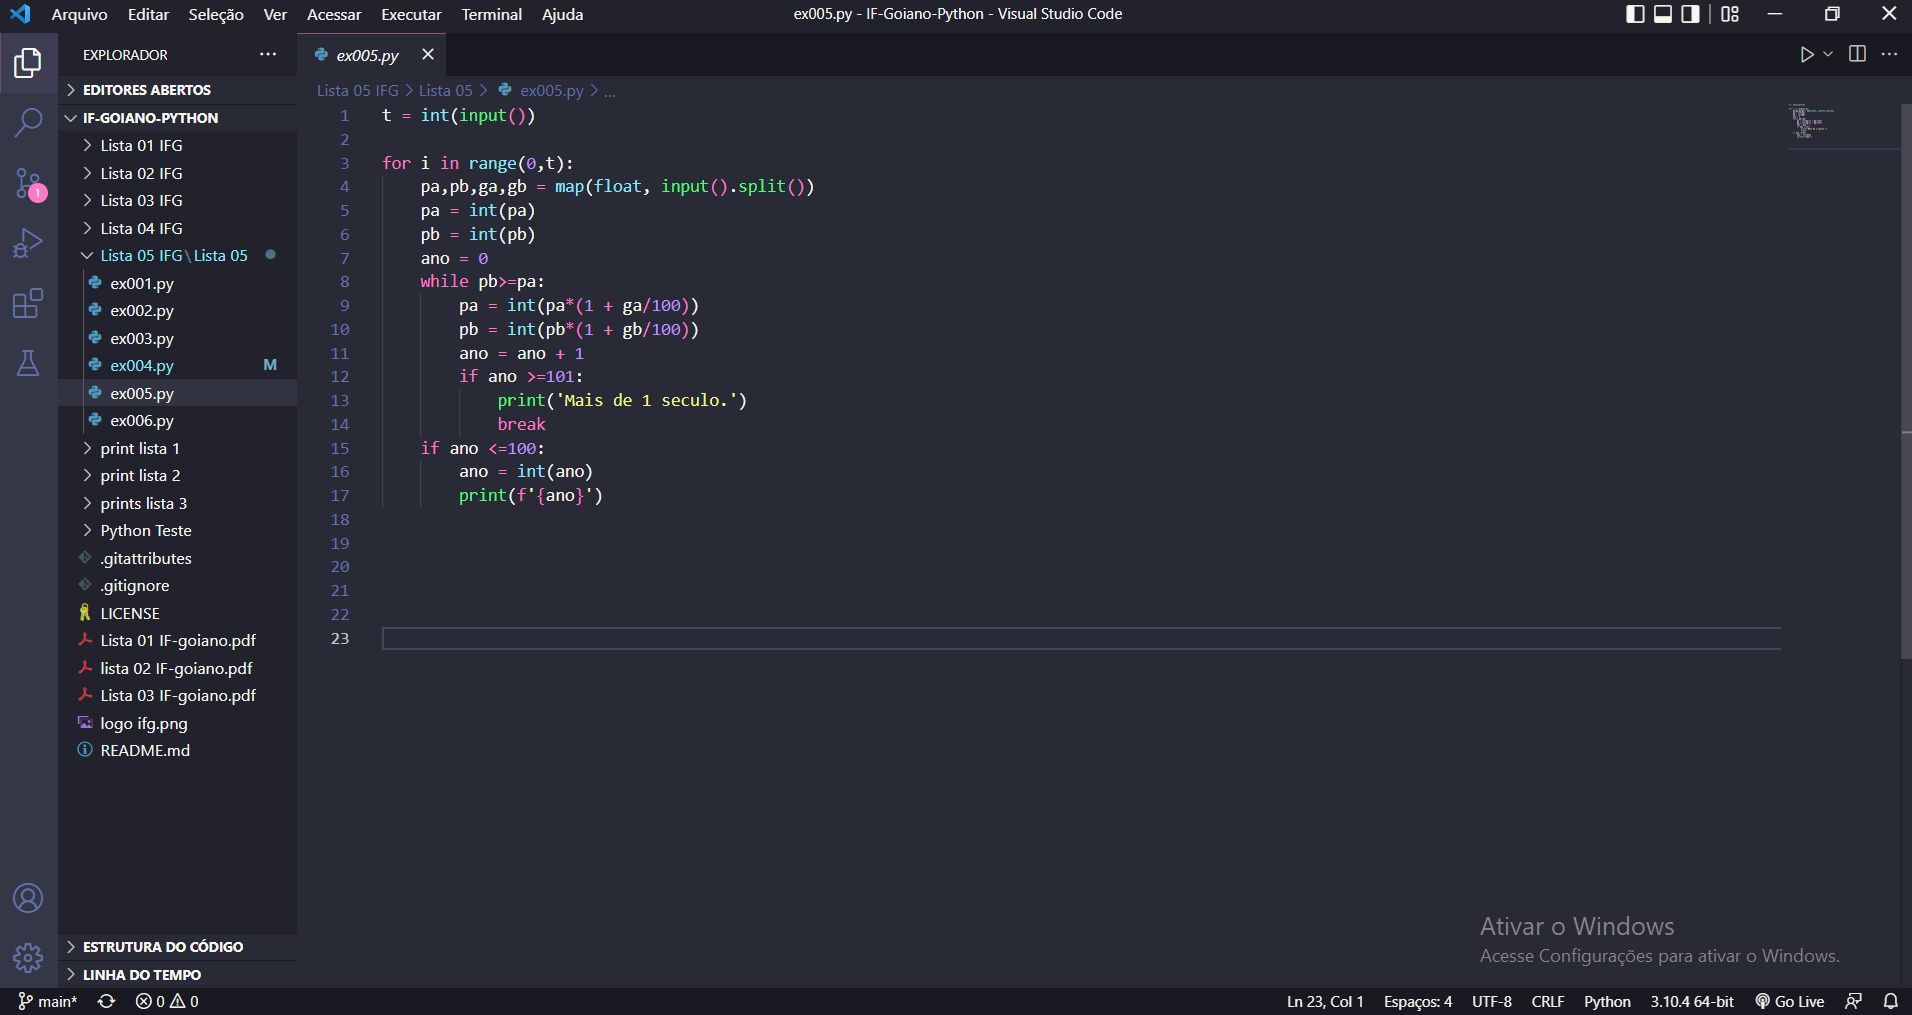 Arquivo Editar Seleção Ver Acessar Executar Terminal Ajuda
ex005.py - IF-Goiano-Python - Visual Studio Code
EXPLORADOR
EDITORES ABERTOS
IF-GOIANO-PYTHON
Lista 01 IFG
Lista 02 IFG
Lista 03 IFG
Lista 04 IFG
Lista 05 IFG\Lista 05
ex001.py
ex002.py
ex003.py
ex004.py M
ex005.py
ex006.py
print lista 1
print lista 2
prints lista 3
Python Teste
.gitattributes
.gitignore
LICENSE
Lista 01 IF-goiano.pdf
lista 02 IF-goiano.pdf
Lista 03 IF-goiano.pdf
logo ifg.png
README.md
ESTRUTURA DO CÓDIGO
LINHA DO TEMPO
1
ex005.py
Lista 05 IFG > Lista 05 > ex005.py > ...
1 t = int(input())
2
3 for i in range(0,t):
4     pa,pb,ga,gb = map(float, input().split())
5     pa = int(pa)
6     pb = int(pb)
7     ano = 0
8     while pb>=pa:
9         pa = int(pa*(1 + ga/100))
10         pb = int(pb*(1 + gb/100))
11         ano = ano + 1
12         if ano >=101:
13             print('Mais de 1 seculo.')
14             break
15     if ano <=100:
16         ano = int(ano)
17         print(f'{ano}')
18
19
20
21
22
23
Ativar o Windows
Acesse Configurações para ativar o Windows.
main* 0 0 Ln 23, Col 1 Espaços: 4 UTF-8 CRLF Python 3.10.4 64-bit Go Live